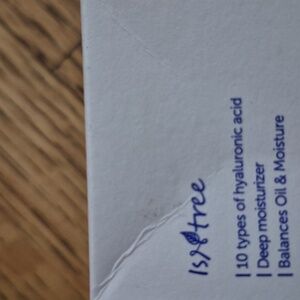 Isntree
| 10 types of hyaluronic acid
| Deep moisturizer
| Balances Oil & Moisture